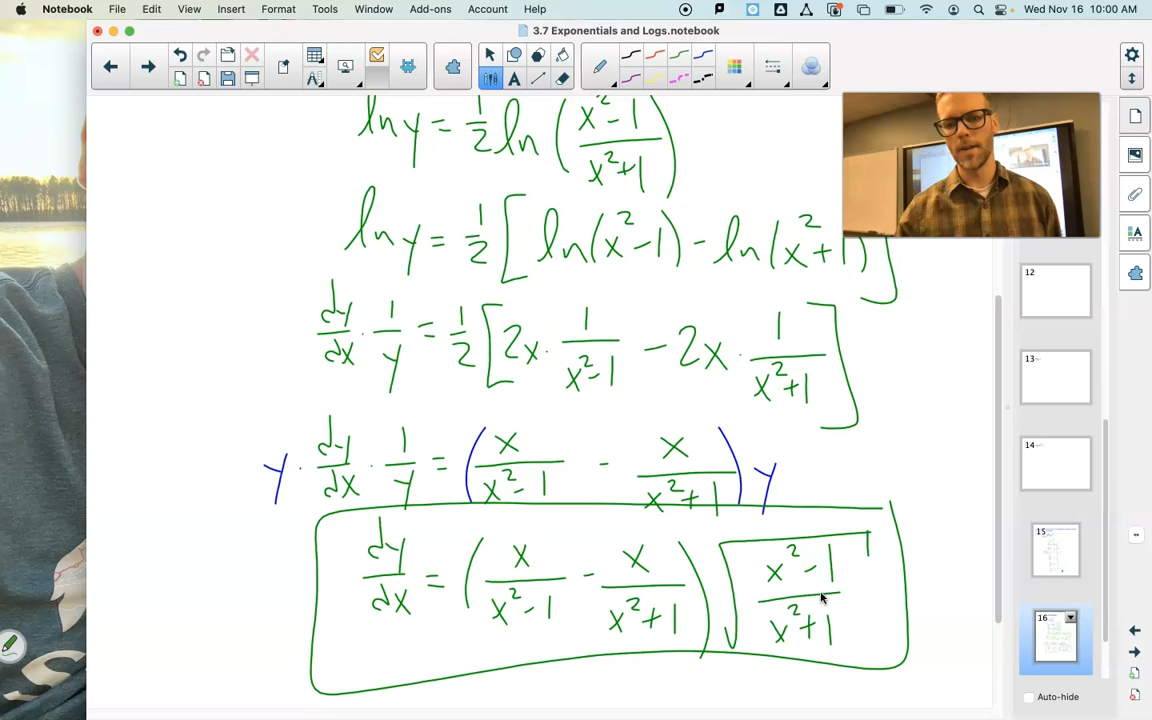 Notebook File Edit View Insert Format Tools Window Add-ons Account Help Wed Nov 16 10:00 AM
3.7 Exponentials and Logs.notebook
ln y = 1/2 ln ( (x² - 1)/(x² + 1) )
ln y = 1/2 [ ln(x² - 1) - ln(x² + 1) ]
dy/dx · 1/y = 1/2 [ 2x · 1/(x² - 1) - 2x · 1/(x² + 1) ]
y · dy/dx · 1/y = ( x/(x² - 1) - x/(x² + 1) ) y
dy/dx = ( x/(x² - 1) - x/(x² + 1) ) √( (x² - 1)/(x² + 1) )
12
13
14
15
16
Auto-hide